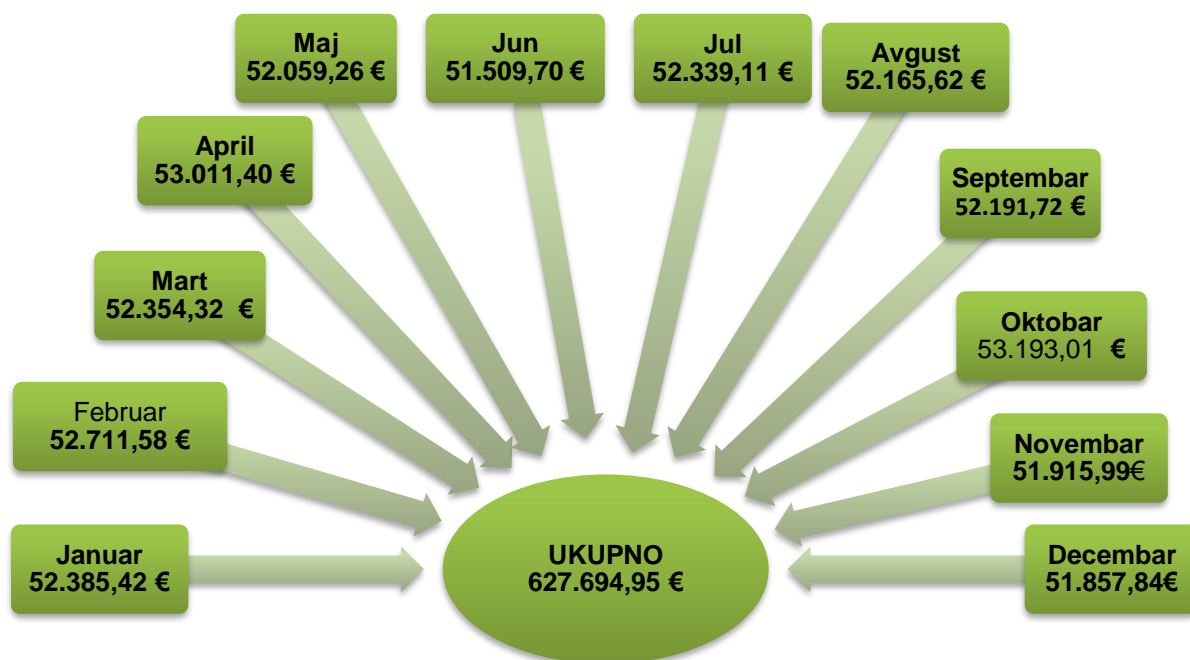 Januar
52.385,42 €
Februar
52.711,58 €
Mart
52.354,32 €
April
53.011,40 €
Maj
52.059,26 €
Jun
51.509,70 €
Jul
52.339,11 €
Avgust
52.165,62 €
Septembar
52.191,72 €
Oktobar
53.193,01 €
Novembar
51.915,99€
Decembar
51.857,84€
UKUPNO
627.694,95 €